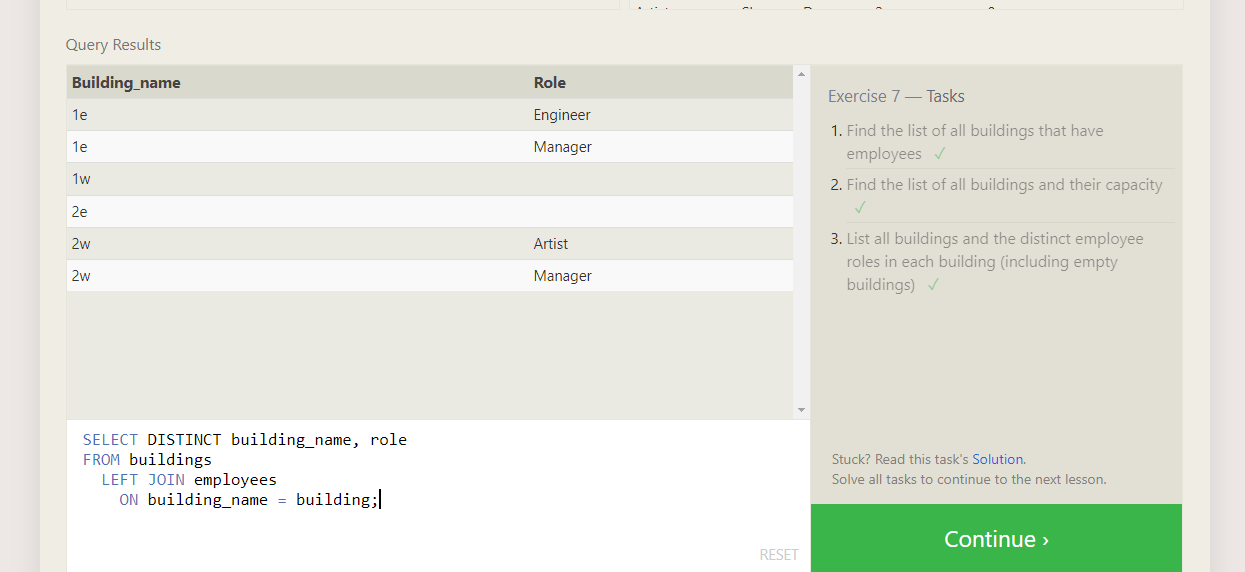 Query Results
Building_name Role
1e Engineer
1e Manager
1w
2e
2w Artist
2w Manager
SELECT DISTINCT building_name, role
FROM buildings
LEFT JOIN employees
ON building_name = building;
RESET
Exercise 7 — Tasks
1. Find the list of all buildings that have
employees ✓
2. Find the list of all buildings and their capacity
✓
3. List all buildings and the distinct employee
roles in each building (including empty
buildings) ✓
Stuck? Read this task's Solution.
Solve all tasks to continue to the next lesson.
Continue ›